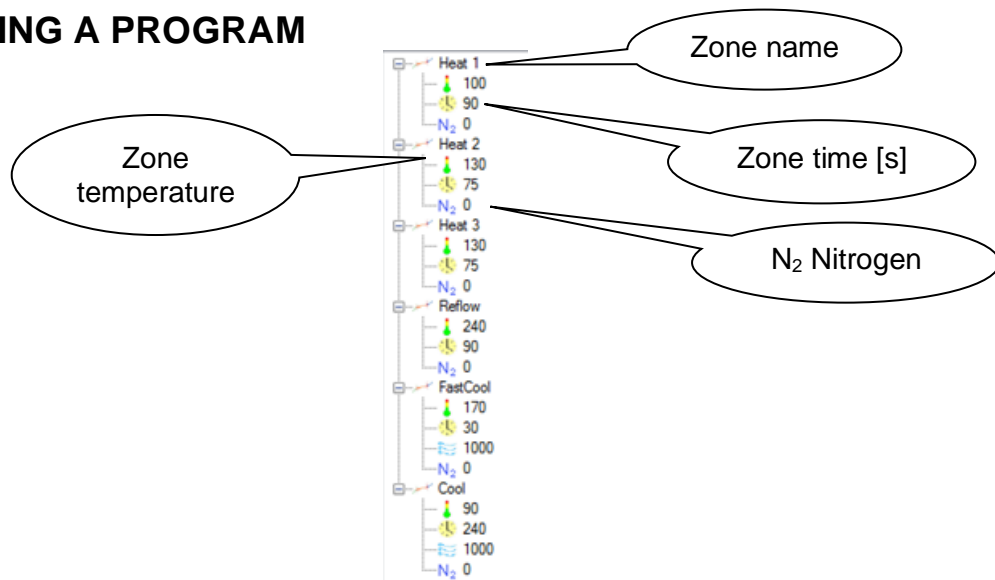 ING A PROGRAM
Zone name
Zone time [s]
Zone
temperature
N₂ Nitrogen
Heat 1
100
90
N₂ 0
Heat 2
130
75
N₂ 0
Heat 3
130
75
N₂ 0
Reflow
240
90
N₂ 0
FastCool
170
30
1000
N₂ 0
Cool
90
240
1000
N₂ 0